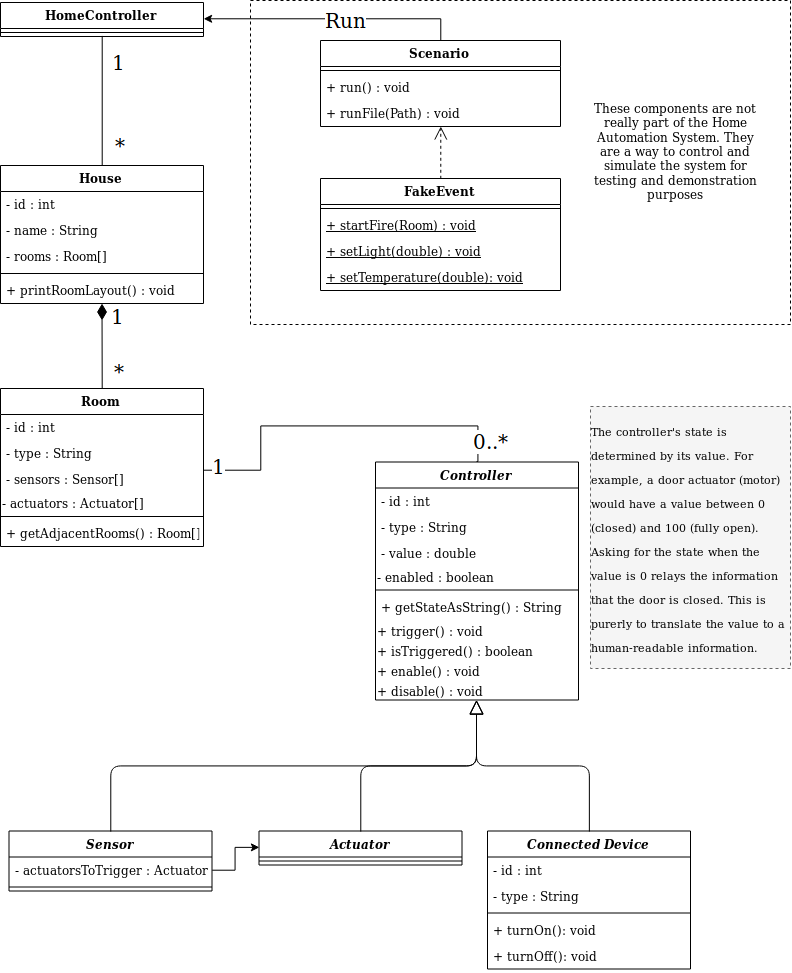 HomeController
1
*
Run
Scenario
+ run() : void
+ runFile(Path) : void
FakeEvent
+ startFire(Room) : void
+ setLight(double) : void
+ setTemperature(double): void
These components are not
really part of the Home
Automation System. They
are a way to control and
simulate the system for
testing and demonstration
purposes
House
- id : int
- name : String
- rooms : Room[]
+ printRoomLayout() : void
1
*
Room
- id : int
- type : String
- sensors : Sensor[]
- actuators : Actuator[]
+ getAdjacentRooms() : Room[]
1
0..*
Controller
- id : int
- type : String
- value : double
- enabled : boolean
+ getStateAsString() : String
+ trigger() : void
+ isTriggered() : boolean
+ enable() : void
+ disable() : void
The controller's state is
determined by its value. For
example, a door actuator (motor)
would have a value between 0
(closed) and 100 (fully open).
Asking for the state when the
value is 0 relays the information
that the door is closed. This is
purerly to translate the value to a
human-readable information.
Sensor
- actuatorsToTrigger : Actuator
Actuator
Connected Device
- id : int
- type : String
+ turnOn(): void
+ turnOff(): void